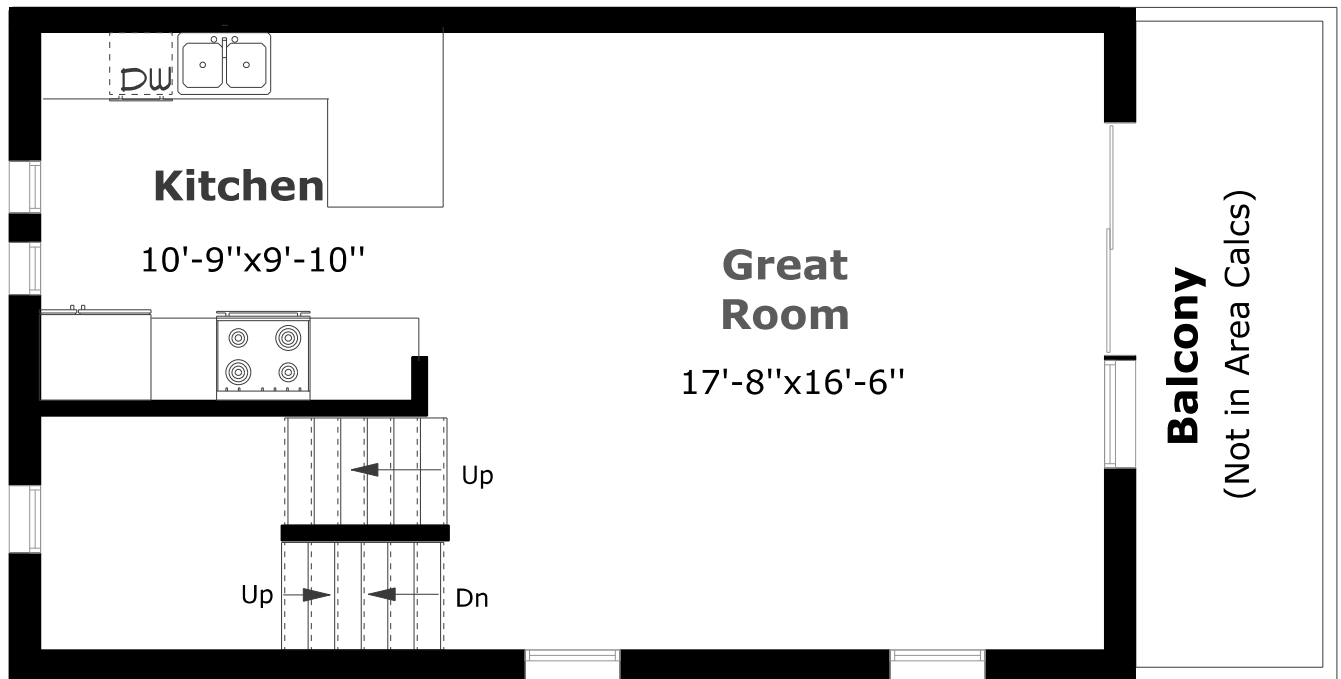 DW
Kitchen
10'-9''x9'-10''
Great
Room
17'-8''x16'-6''
Balcony
(Not in Area Calcs)
Up
Up
Dn